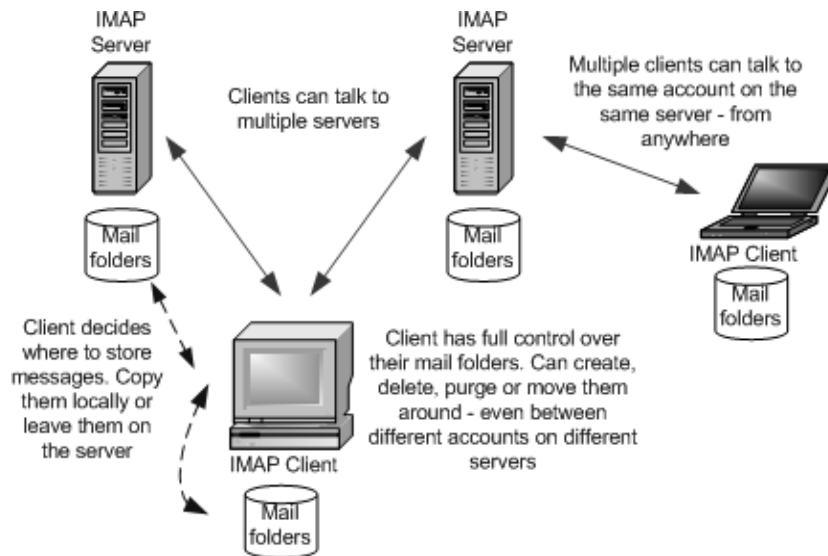 IMAP
Server
IMAP
Server
Clients can talk to
multiple servers
Multiple clients can talk to
the same account on the
same server - from
anywhere
Mail
folders
Mail
folders
IMAP Client
Mail
folders
Client decides
where to store
messages. Copy
them locally or
leave them on
the server
Client has full control over
their mail folders. Can create,
delete, purge or move them
around - even between
different accounts on different
servers
IMAP Client
Mail
folders